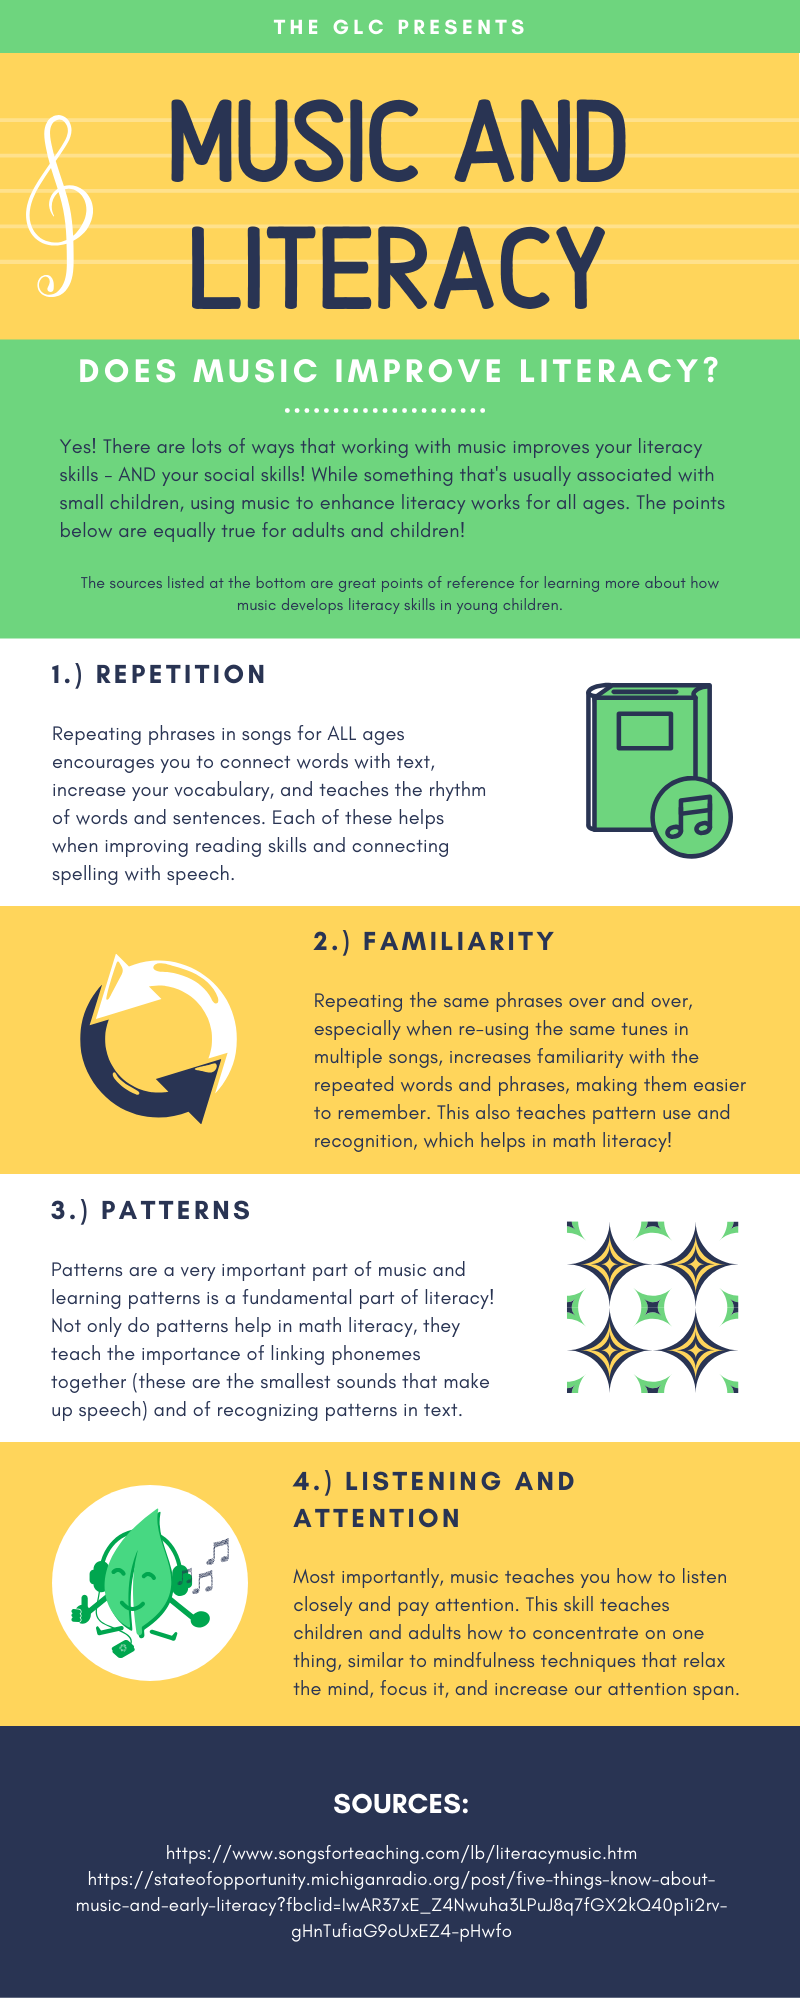 THE GLC PRESENTS
MUSIC AND
LITERACY
DOES MUSIC IMPROVE LITERACY?
Yes! There are lots of ways that working with music improves your literacy
skills - AND your social skills! While something that's usually associated with
small children, using music to enhance literacy works for all ages. The points
below are equally true for adults and children!
The sources listed at the bottom are great points of reference for learning more about how
music develops literacy skills in young children.
1.) REPETITION
Repeating phrases in songs for ALL ages
encourages you to connect words with text,
increase your vocabulary, and teaches the rhythm
of words and sentences. Each of these helps
when improving reading skills and connecting
spelling with speech.
2.) FAMILIARITY
Repeating the same phrases over and over,
especially when re-using the same tunes in
multiple songs, increases familiarity with the
repeated words and phrases, making them easier
to remember. This also teaches pattern use and
recognition, which helps in math literacy!
3.) PATTERNS
Patterns are a very important part of music and
learning patterns is a fundamental part of literacy!
Not only do patterns help in math literacy, they
teach the importance of linking phonemes
together (these are the smallest sounds that make
up speech) and of recognizing patterns in text.
4.) LISTENING AND
ATTENTION
Most importantly, music teaches you how to listen
closely and pay attention. This skill teaches
children and adults how to concentrate on one
thing, similar to mindfulness techniques that relax
the mind, focus it, and increase our attention span.
SOURCES:
https://www.songsforteaching.com/lb/literacymusic.htm
https://stateofopportunity.michiganradio.org/post/five-things-know-about-
music-and-early-literacy?fbclid=IwAR37xE_Z4Nwuha3LPuJ8q7fGX2kQ40p1i2rv-
gHnTufiaG9oUxEZ4-pHwfo